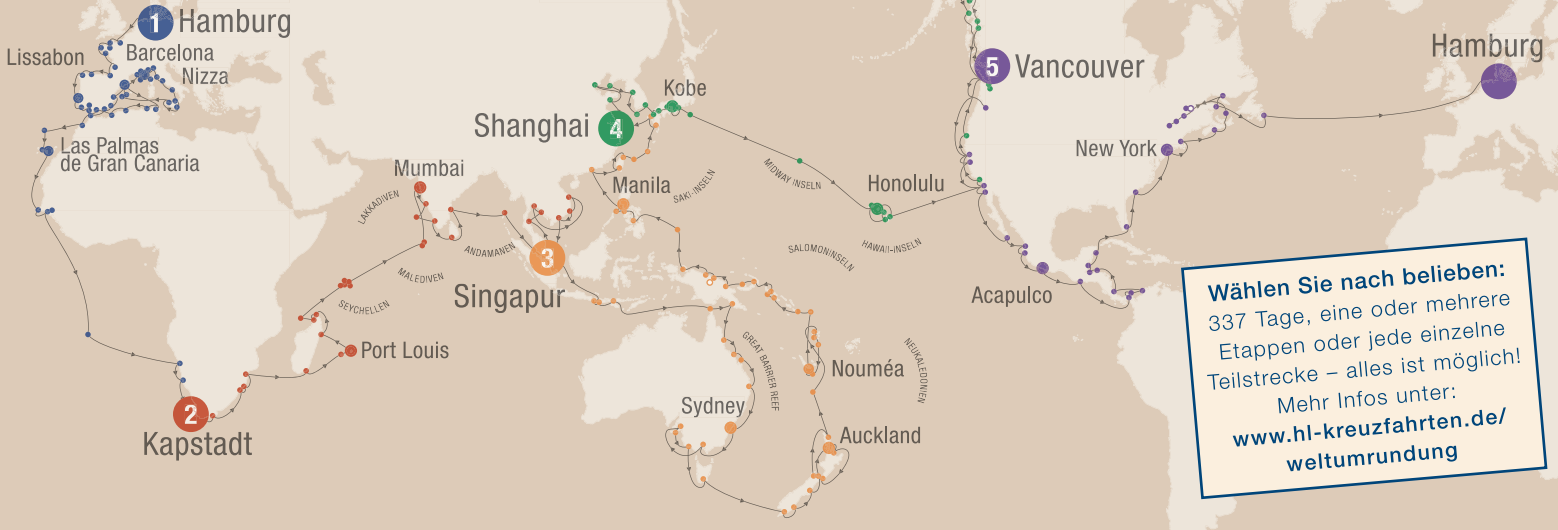 1 Hamburg
Lissabon
Barcelona
Nizza
Las Palmas
de Gran Canaria
2
Kapstadt
Port Louis
SEYCHELLEN
MALEDIVEN
LAKKADIVEN
Mumbai
ANDAMANEN
3
Singapur
Shanghai 4
Kobe
Manila
SAKI-INSELN
MIDWAY INSELN
Honolulu
HAWAII-INSELN
SALOMONINSELN
GREAT BARRIER REEF
Sydney
Nouméa
NEUKALEDONIEN
Auckland
5 Vancouver
Acapulco
New York
Hamburg
Wählen Sie nach belieben:
337 Tage, eine oder mehrere
Etappen oder jede einzelne
Teilstrecke – alles ist möglich!
Mehr Infos unter:
www.hl-kreuzfahrten.de/
weltumrundung